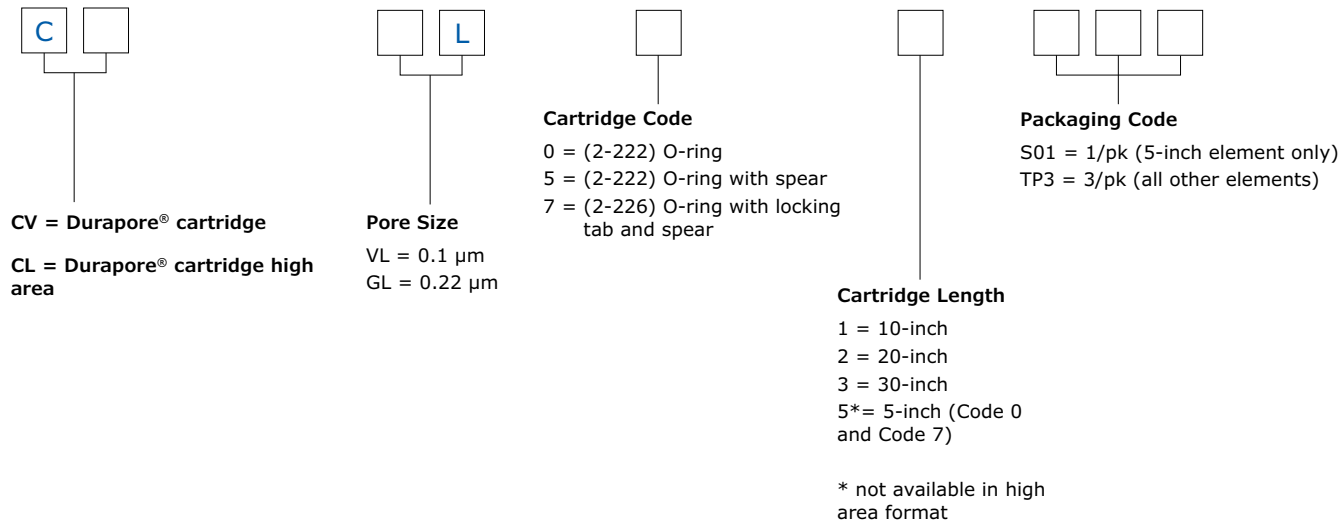 C
L
CV = Durapore® cartridge
CL = Durapore® cartridge high
area
Pore Size
VL = 0.1 µm
GL = 0.22 µm
Cartridge Code
0 = (2-222) O-ring
5 = (2-222) O-ring with spear
7 = (2-226) O-ring with locking
tab and spear
Cartridge Length
1 = 10-inch
2 = 20-inch
3 = 30-inch
5*= 5-inch (Code 0
and Code 7)
* not available in high
area format
Packaging Code
S01 = 1/pk (5-inch element only)
TP3 = 3/pk (all other elements)